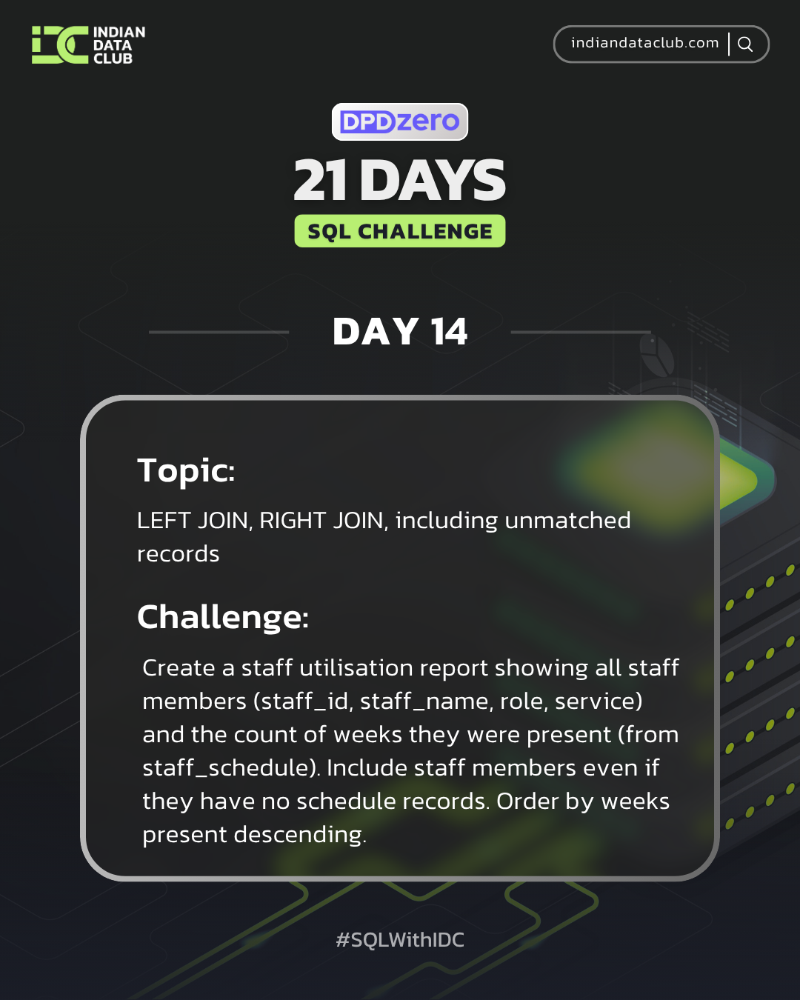 INDIAN
DATA
CLUB
indiandataclub.com
DPDzero
21 DAYS
SQL CHALLENGE
DAY 14
Topic:
LEFT JOIN, RIGHT JOIN, including unmatched
records
Challenge:
Create a staff utilisation report showing all staff
members (staff_id, staff_name, role, service)
and the count of weeks they were present (from
staff_schedule). Include staff members even if
they have no schedule records. Order by weeks
present descending.
#SQLWithIDC